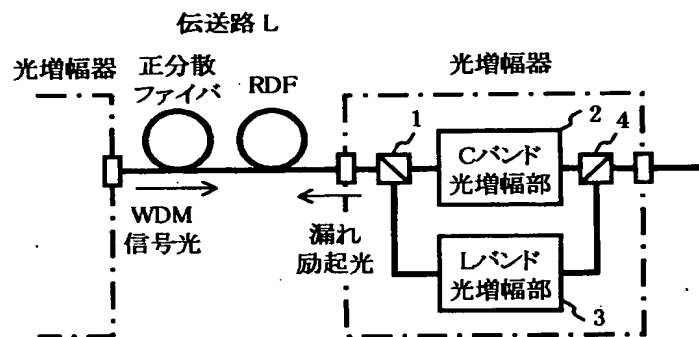 伝送路 L
光増幅器
正分散
ファイバ
RDF
光増幅器
1
2
4
Cバンド
光増幅部
WDM
信号光
漏れ
励起光
Lバンド
光増幅部
3